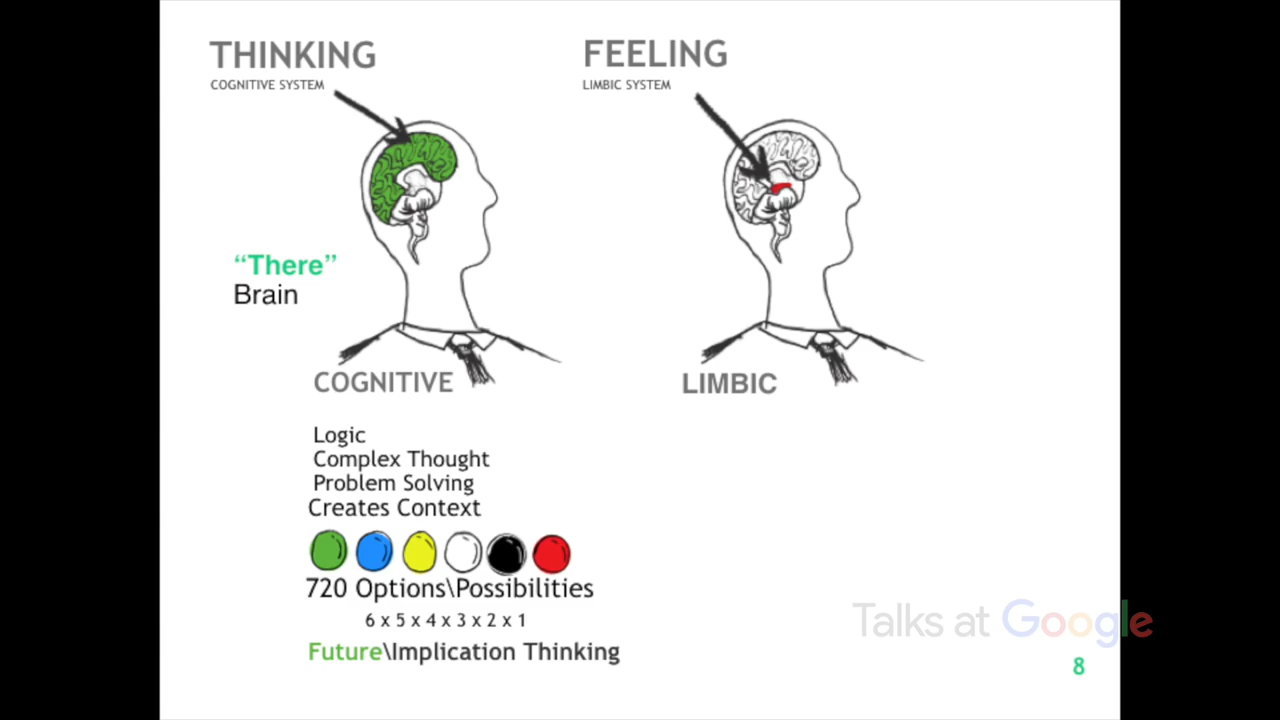 THINKING
COGNITIVE SYSTEM
FEELING
LIMBIC SYSTEM
“There”
Brain
COGNITIVE
LIMBIC
Logic
Complex Thought
Problem Solving
Creates Context
720 Options\Possibilities
6 x 5 x 4 x 3 x 2 x 1
Future\Implication Thinking
Talks at Google
8